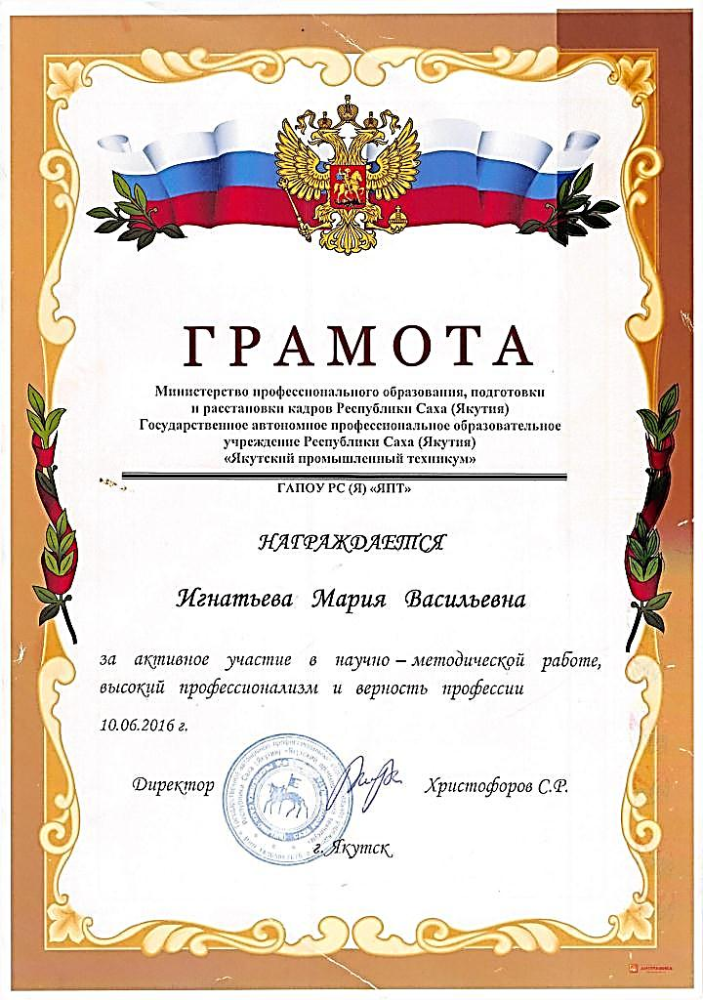 ГРАМОТА
Министерство профессионального образования, подготовки
и расстановки кадров Республики Саха (Якутия)
Государственное автономное профессиональное образовательное
учреждение Республики Саха (Якутия)
«Якутский промышленный техникум»
ГАПОУ РС (Я) «ЯПТ»
НАГРАЖДАЕТСЯ
Игнатьева Мария Васильевна
за активное участие в научно – методической работе,
высокий профессионализм и верность профессии
10.06.2016 г.
Директор Христофоров С.Р.
г. Якутск